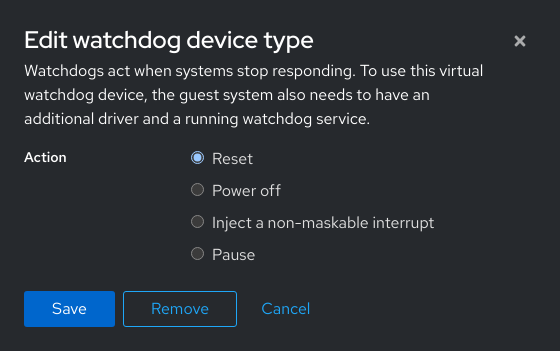 Edit watchdog device type
Watchdogs act when systems stop responding. To use this virtual
watchdog device, the guest system also needs to have an
additional driver and a running watchdog service.
Action
Reset
Power off
Inject a non-maskable interrupt
Pause
Save
Remove
Cancel